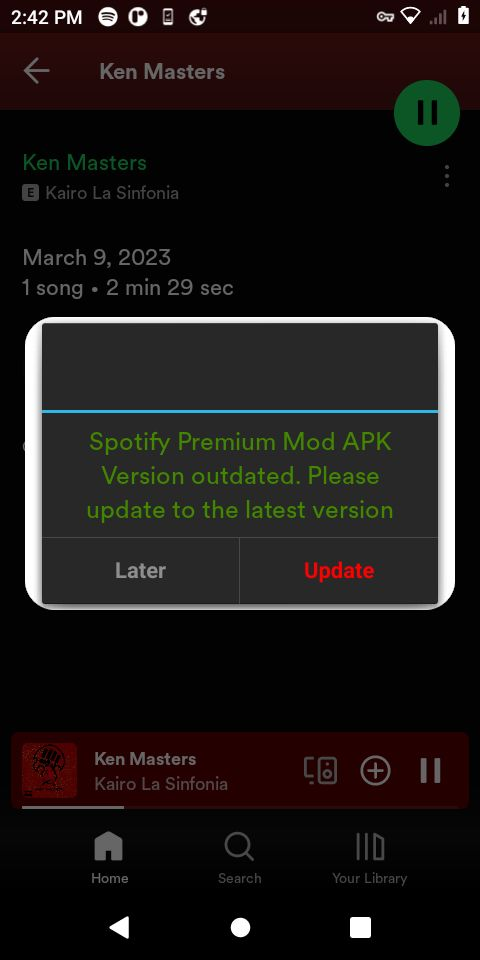 2:42 PM
Ken Masters
Ken Masters
E Kairo La Sinfonia
March 9, 2023
1 song • 2 min 29 sec
Spotify Premium Mod APK
Version outdated. Please
update to the latest version
Later
Update
Ken Masters
Kairo La Sinfonia
Home
Search
Your Library